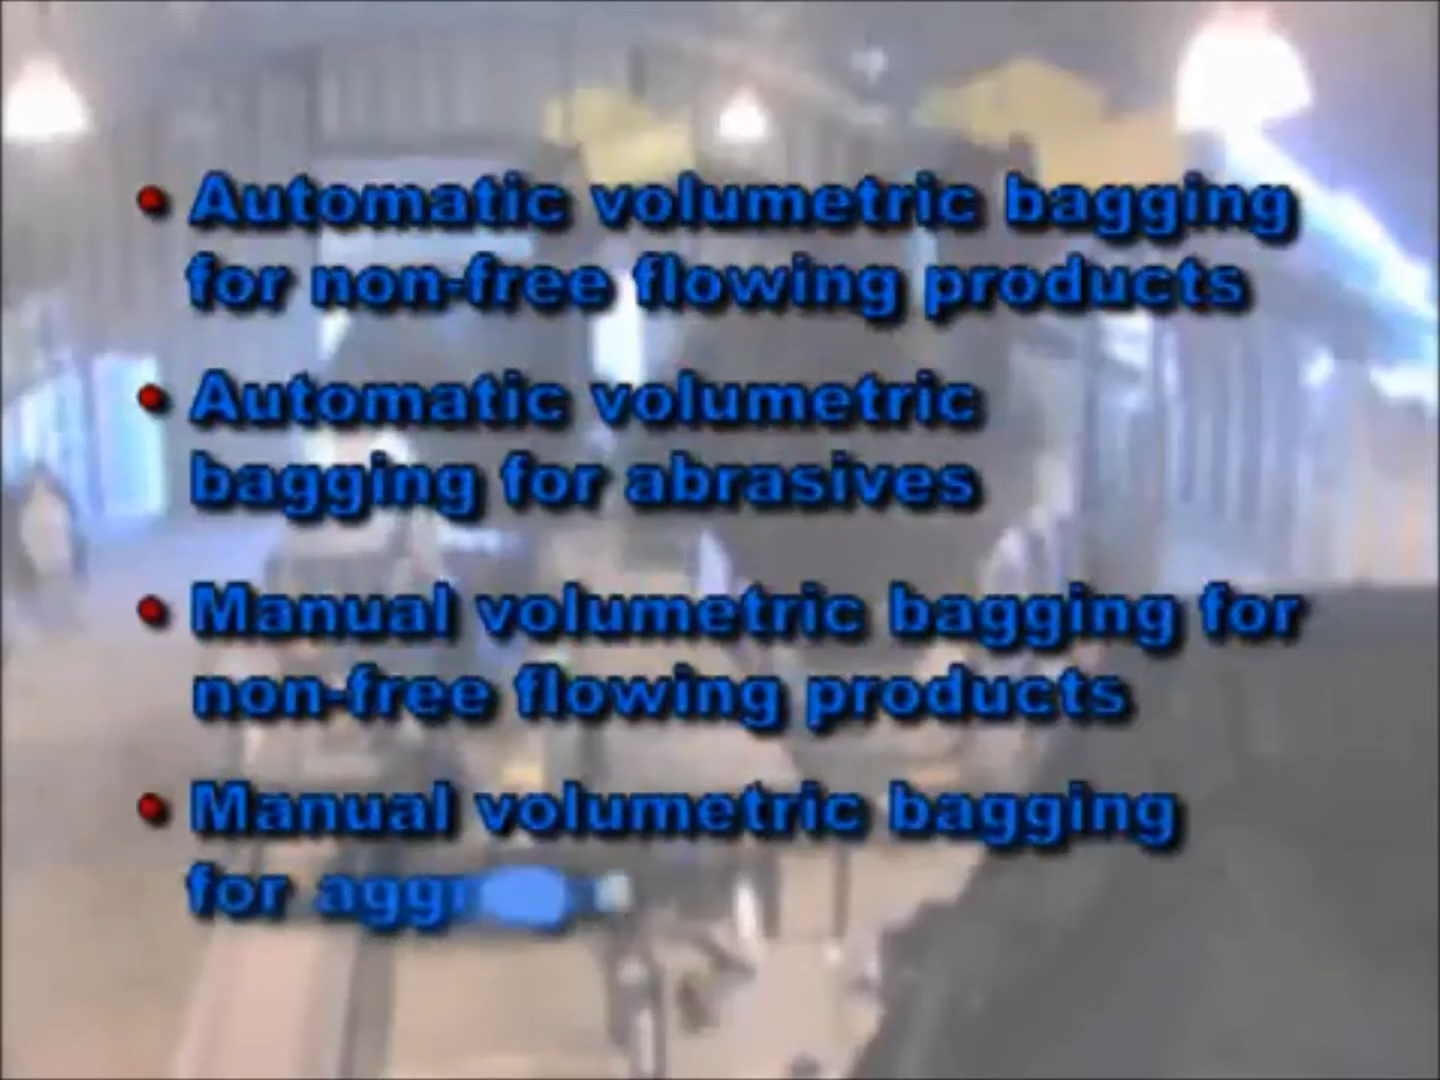 • Automatic volumetric bagging
for non-free flowing products
• Automatic volumetric
bagging for abrasives
• Manual volumetric bagging for
non-free flowing products
• Manual volumetric bagging
for